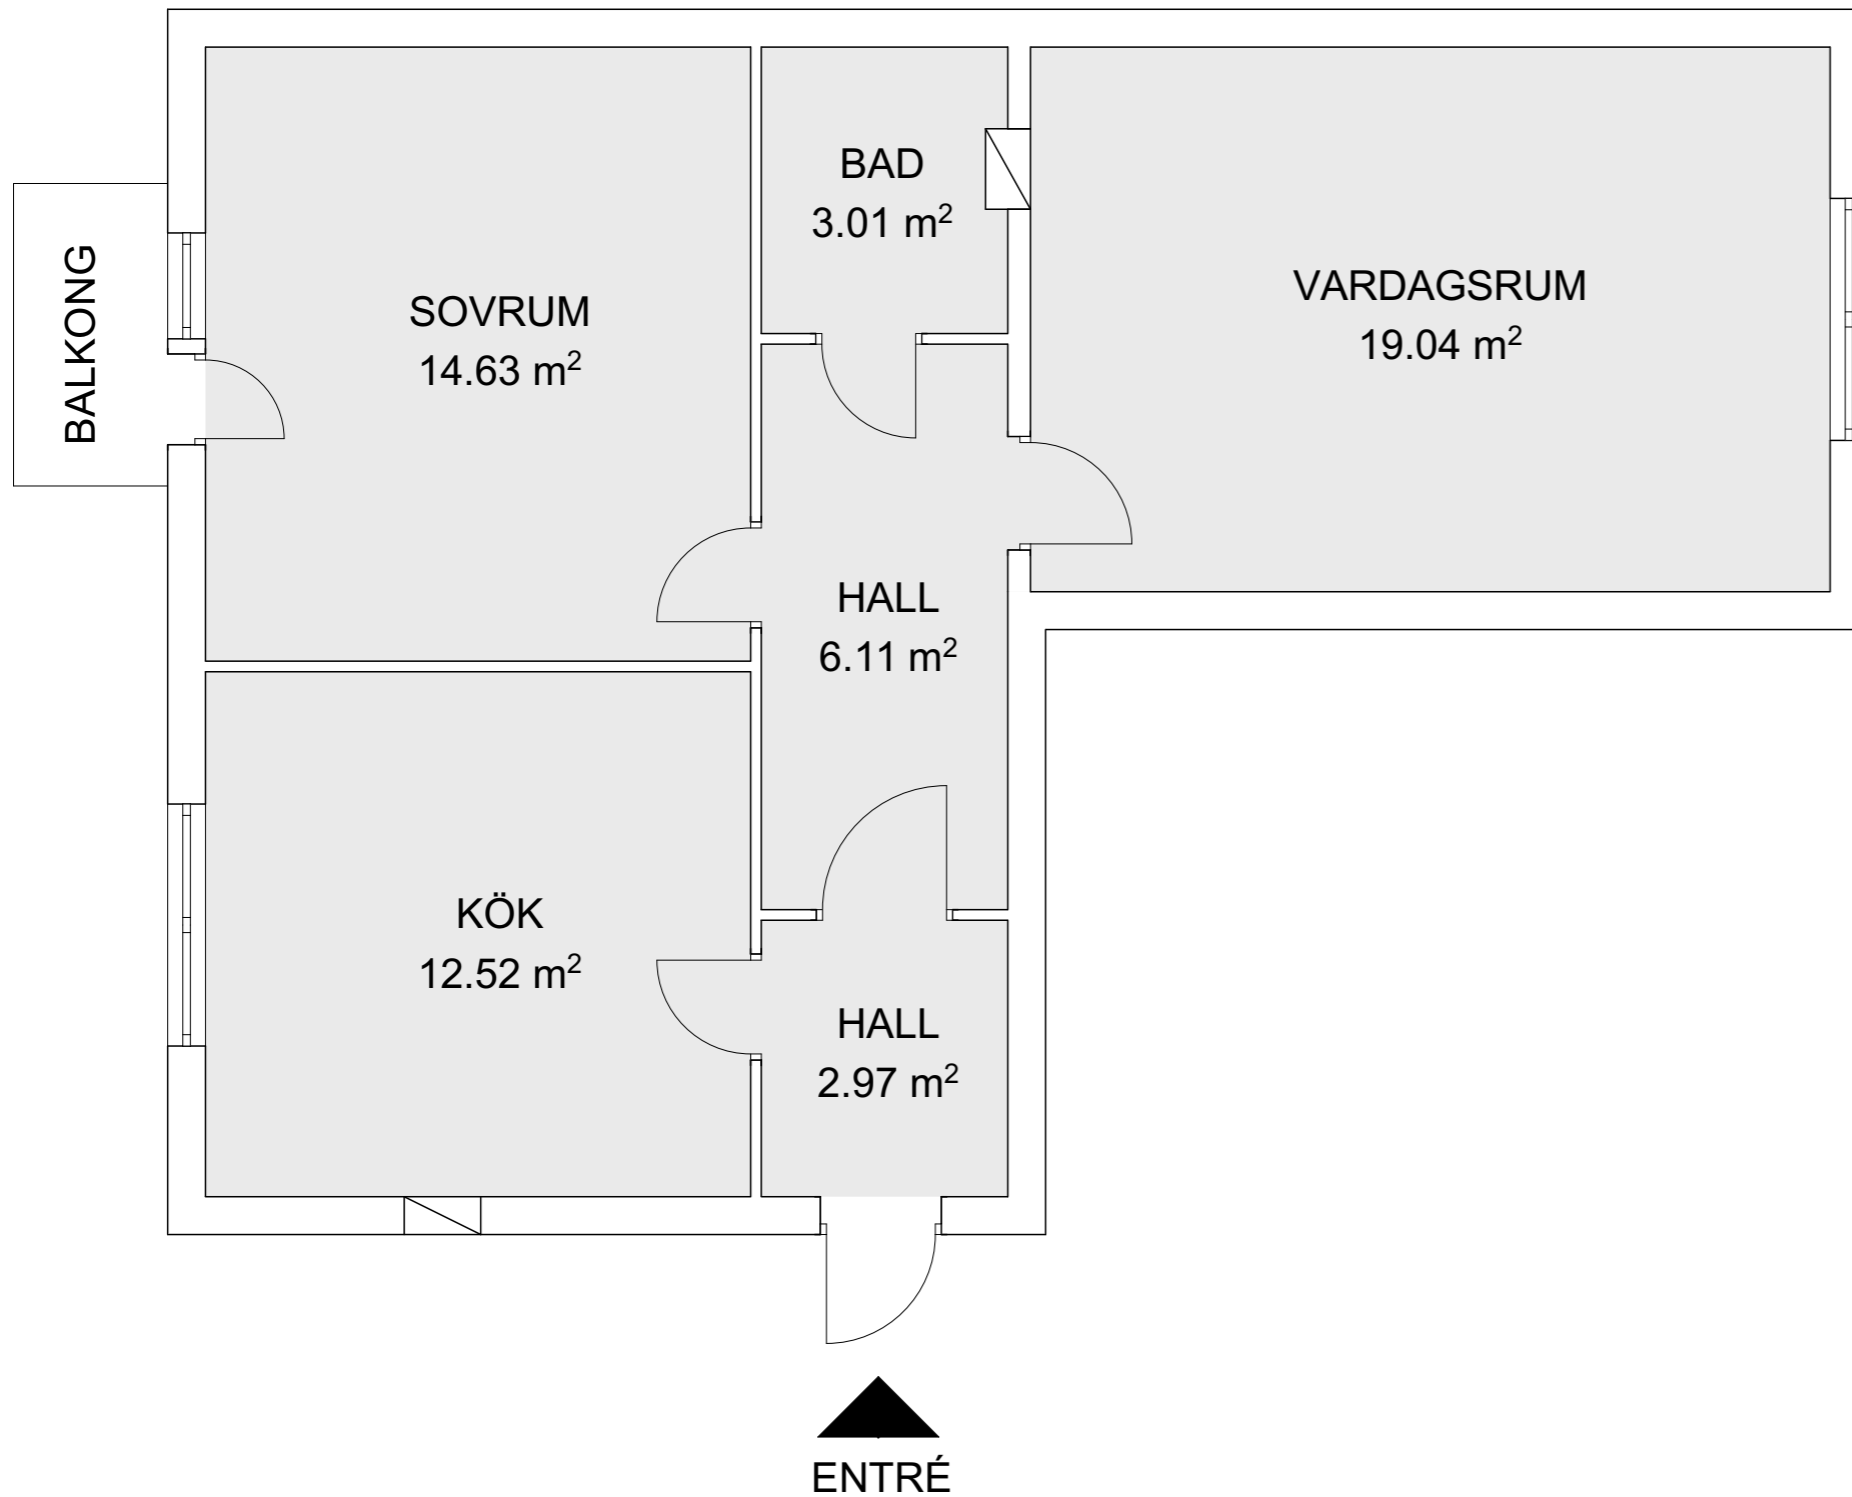 BAD
3.01 m²
BALKONG
SOVRUM
14.63 m²
VARDAGSRUM
19.04 m²
HALL
6.11 m²
KÖK
12.52 m²
HALL
2.97 m²
ENTRÉ